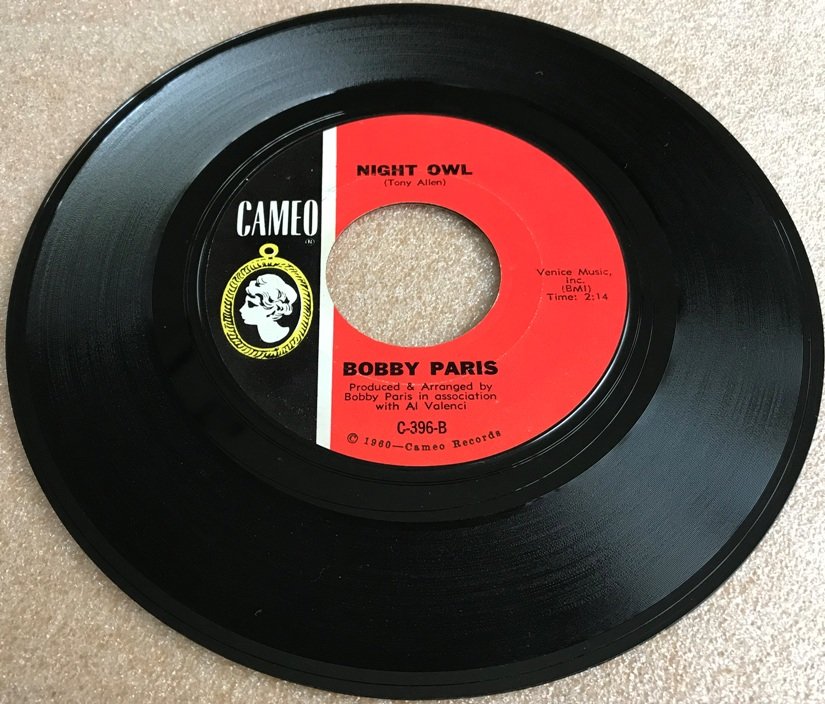 NIGHT OWL
(Tony Allen)
CAMEO
Venice Music,
Inc.
(BMI)
Time: 2:14
BOBBY PARIS
Produced & Arranged by
Bobby Paris in association
with Al Valenci
C-396-B
© 1960—Cameo Records